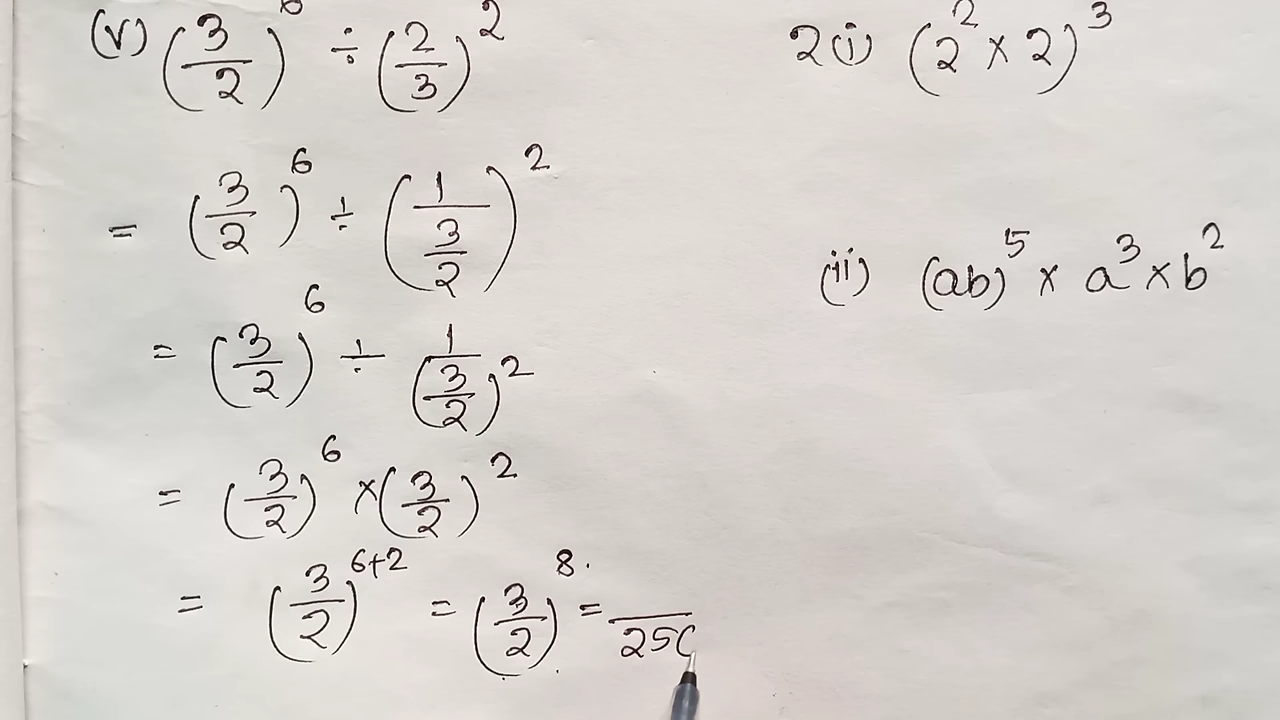 (v) (3/2)^6 ÷ (2/3)^2
= (3/2)^6 ÷ (1/(3/2))^2
= (3/2)^6 ÷ 1/(3/2)^2
= (3/2)^6 × (3/2)^2
= (3/2)^(6+2) = (3/2)^8 = /25
2(i) (2^2 × 2)^3
(ii) (ab)^5 × a^3 × b^2